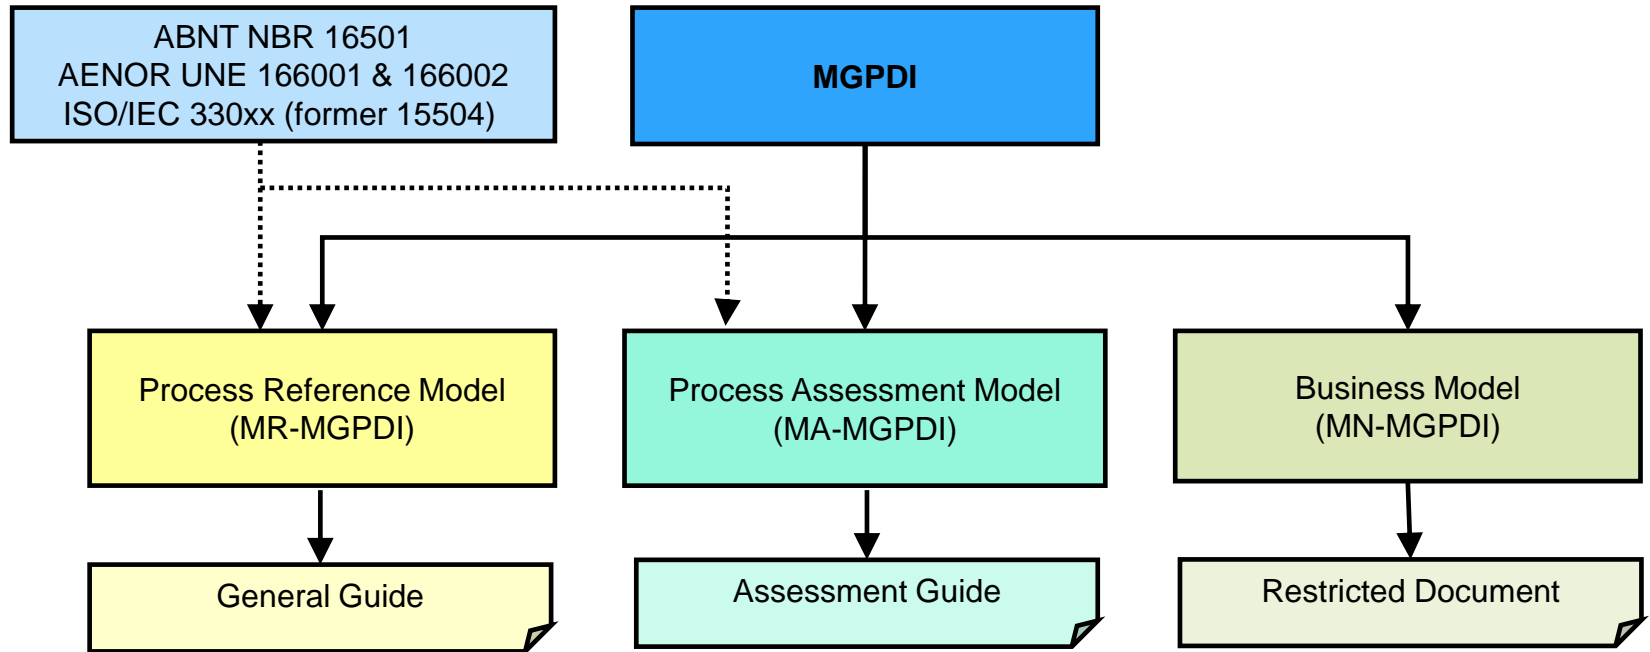 ABNT NBR 16501
AENOR UNE 166001 & 166002
ISO/IEC 330xx (former 15504)
MGPDI
Process Reference Model
(MR-MGPDI)
Process Assessment Model
(MA-MGPDI)
Business Model
(MN-MGPDI)
General Guide
Assessment Guide
Restricted Document